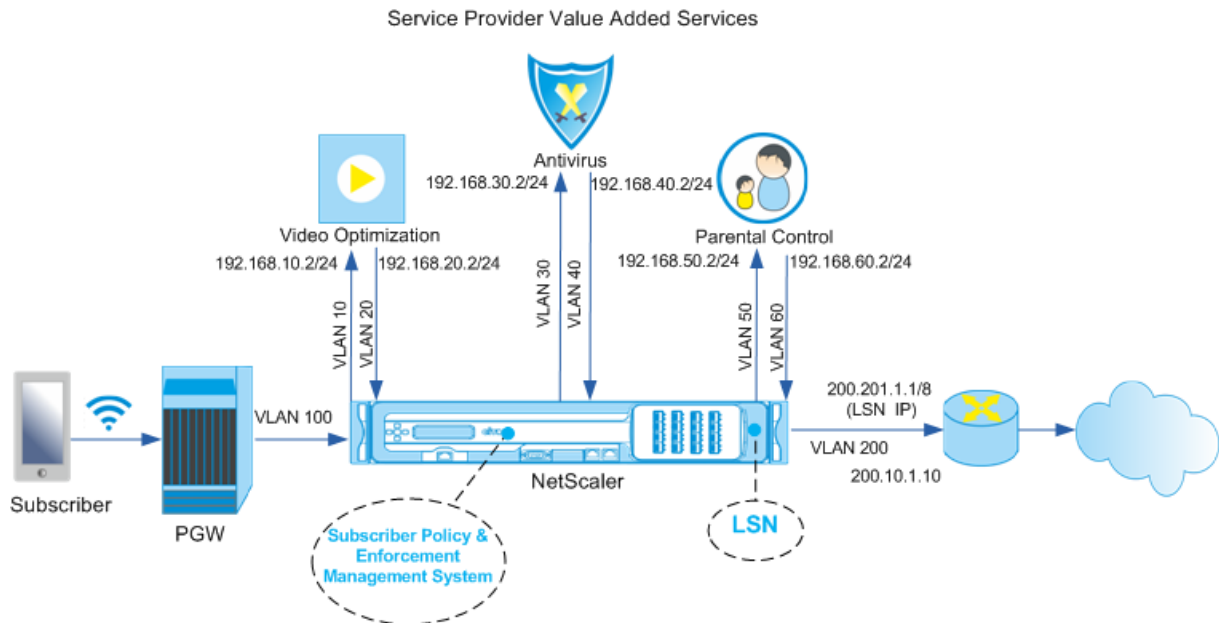 Service Provider Value Added Services
Antivirus
192.168.30.2/24
192.168.40.2/24
Video Optimization
Parental Control
192.168.10.2/24
192.168.20.2/24
192.168.50.2/24
192.168.60.2/24
VLAN 10
VLAN 20
VLAN 30
VLAN 40
VLAN 50
VLAN 60
VLAN 100
200.201.1.1/8
(LSN IP)
VLAN 200
200.10.1.10
NetScaler
Subscriber
PGW
Subscriber Policy &
Enforcement
Management System
LSN